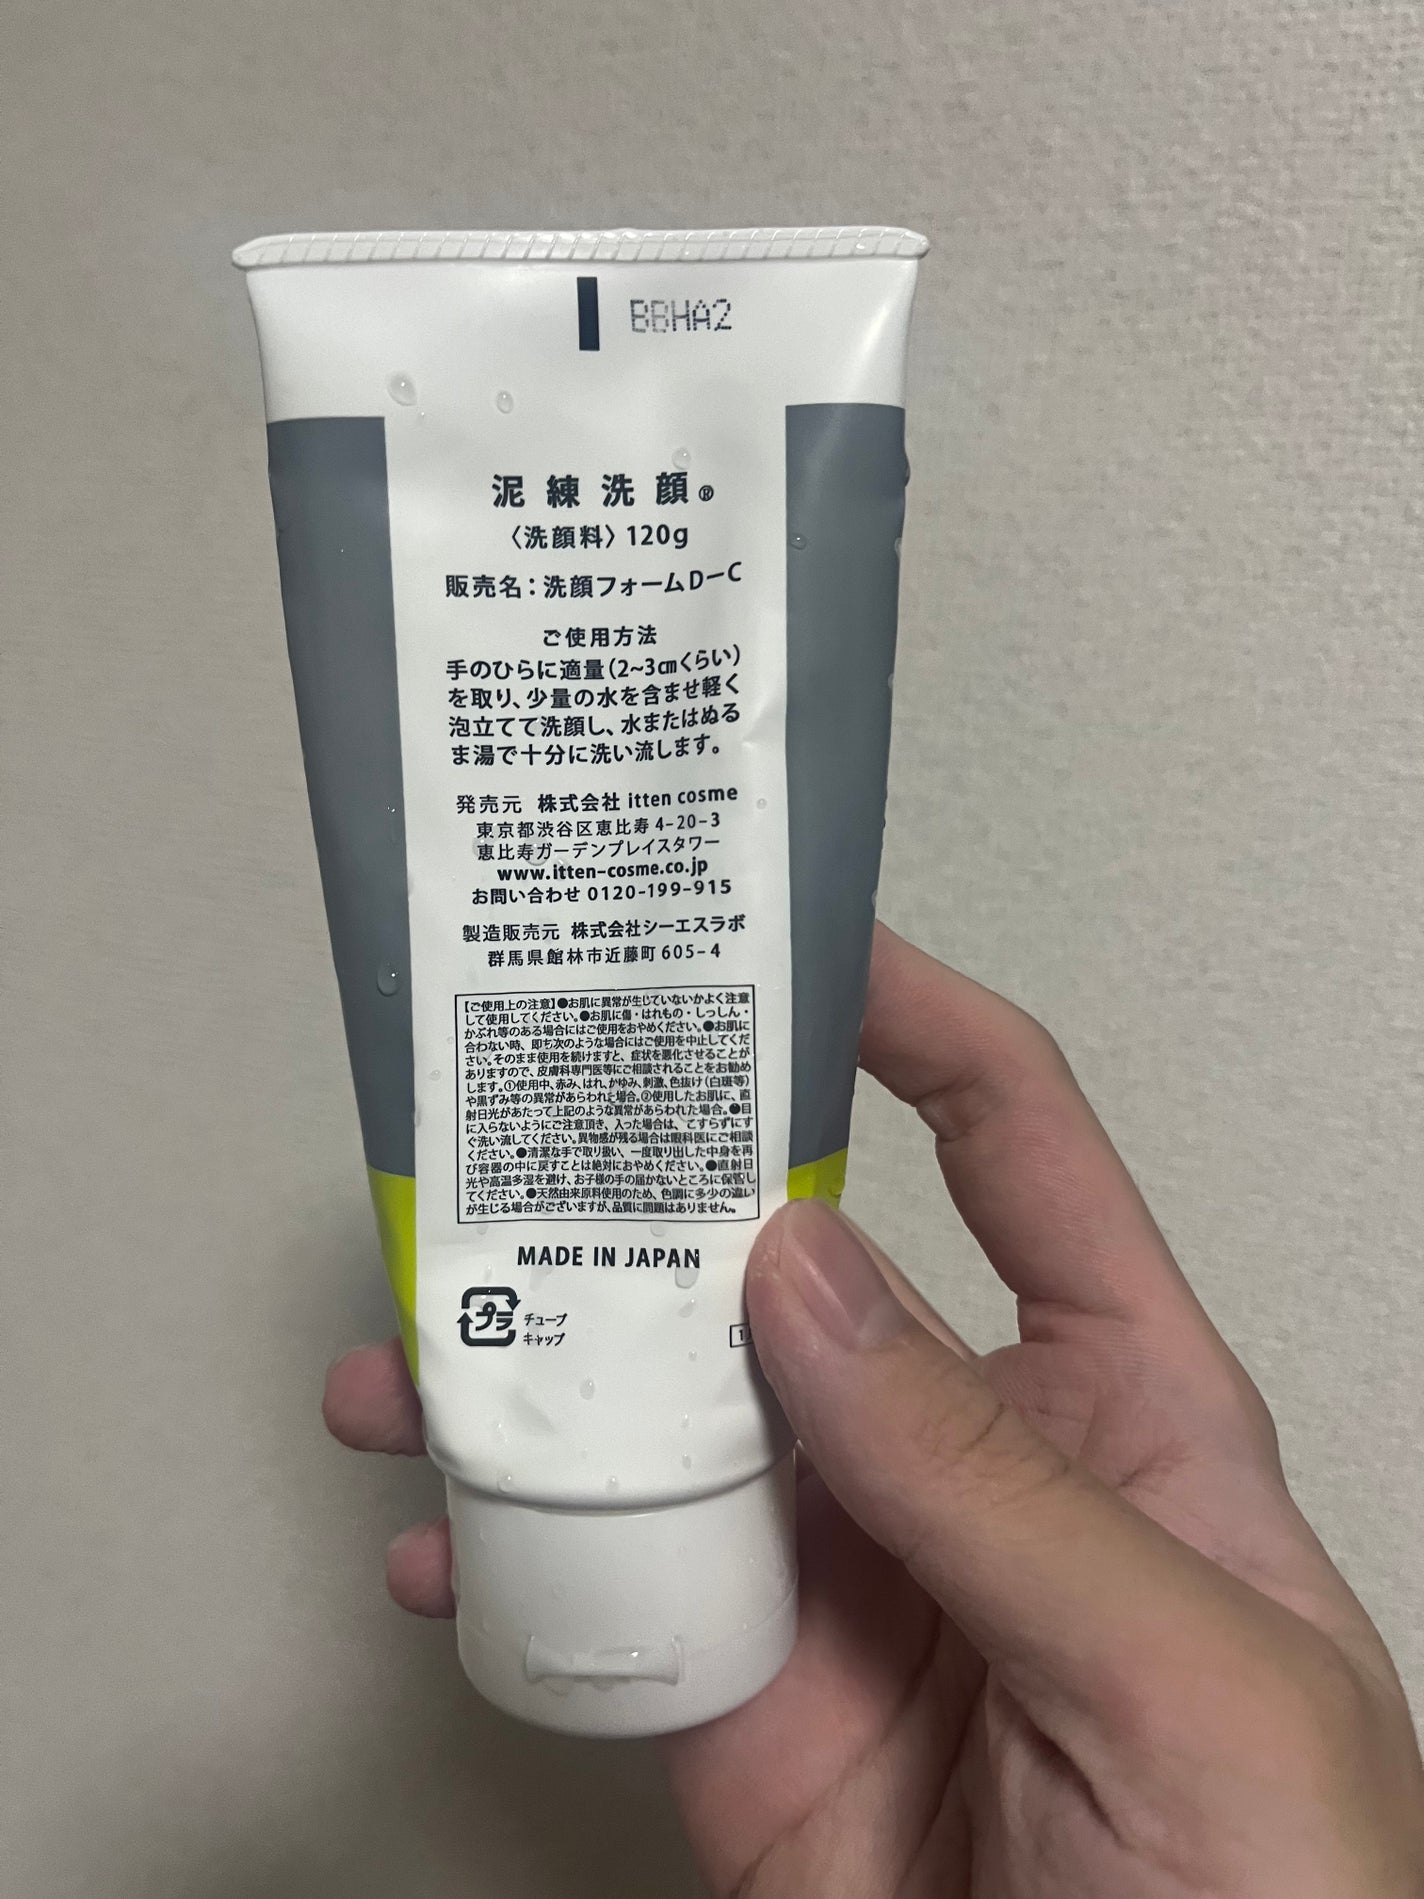 BBHA2
泥練洗顔®
〈洗顔料〉120g
販売名：洗顔フォームD－C
ご使用方法
手のひらに適量(2~3㎝くらい)
を取り、少量の水を含ませ軽く
泡立てて洗顔し、水またはぬる
ま湯で十分に洗い流します。
発売元 株式会社 itten cosme
東京都渋谷区恵比寿 4-20-3
恵比寿ガーデンプレイスタワー
www.itten-cosme.co.jp
お問い合わせ 0120-199-915
製造販売元 株式会社シーエスラボ
群馬県館林市近藤町 605-4
【ご使用上の注意】●お肌に異常が生じていないかよく注意
して使用してください。●お肌に傷・はれもの・しっしん・
かぶれ等のある場合にはご使用をおやめください。●お肌に
合わない時、即ち次のような場合にはご使用を中止してくだ
さい。そのまま使用を続けますと、症状を悪化させることが
ありますので、皮膚科専門医等にご相談されることをお勧め
します。①使用中、赤み、はれ、かゆみ、刺激、色抜け(白斑等)
や黒ずみ等の異常があらわれた場合。②使用したお肌に、直
射日光があたって上記のような異常があらわれた場合。●目
に入らないようにご注意頂き、入った場合は、こすらずにす
ぐ洗い流してください。異物感が残る場合は眼科医にご相談
ください。●清潔な手で取り扱い、一度取り出した中身を再
び容器の中に戻すことは絶対におやめください。●直射日
光や高温多湿を避け、お子様の手の届かないところに保管し
てください。●天然由来原料使用のため、色調に多少の違い
が生じる場合がございますが、品質に問題はありません。
MADE IN JAPAN
プラ チューブ
キャップ